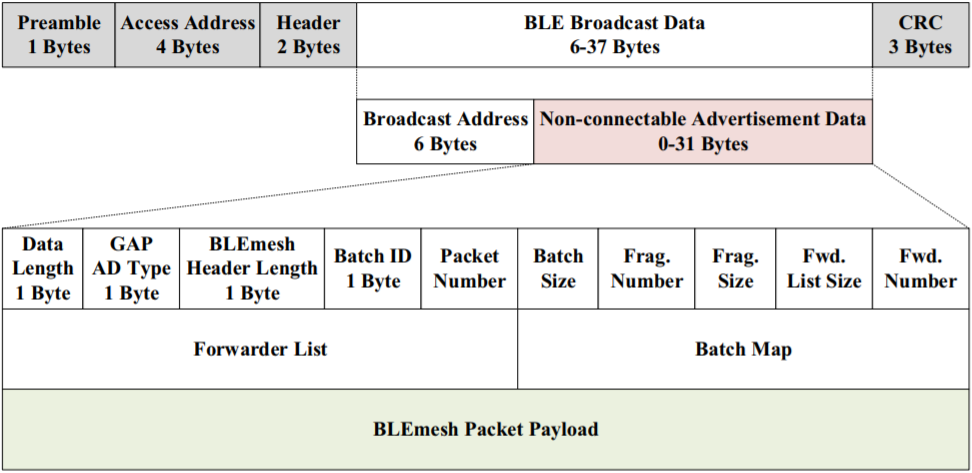 Preamble
1 Bytes
Access Address
4 Bytes
Header
2 Bytes
BLE Broadcast Data
6-37 Bytes
CRC
3 Bytes
Broadcast Address
6 Bytes
Non-connectable Advertisement Data
0-31 Bytes
Data
Length
1 Byte
GAP
AD Type
1 Byte
BLEmesh
Header Length
1 Byte
Batch ID
1 Byte
Packet
Number
Batch
Size
Frag.
Number
Frag.
Size
Fwd.
List Size
Fwd.
Number
Forwarder List
Batch Map
BLEmesh Packet Payload